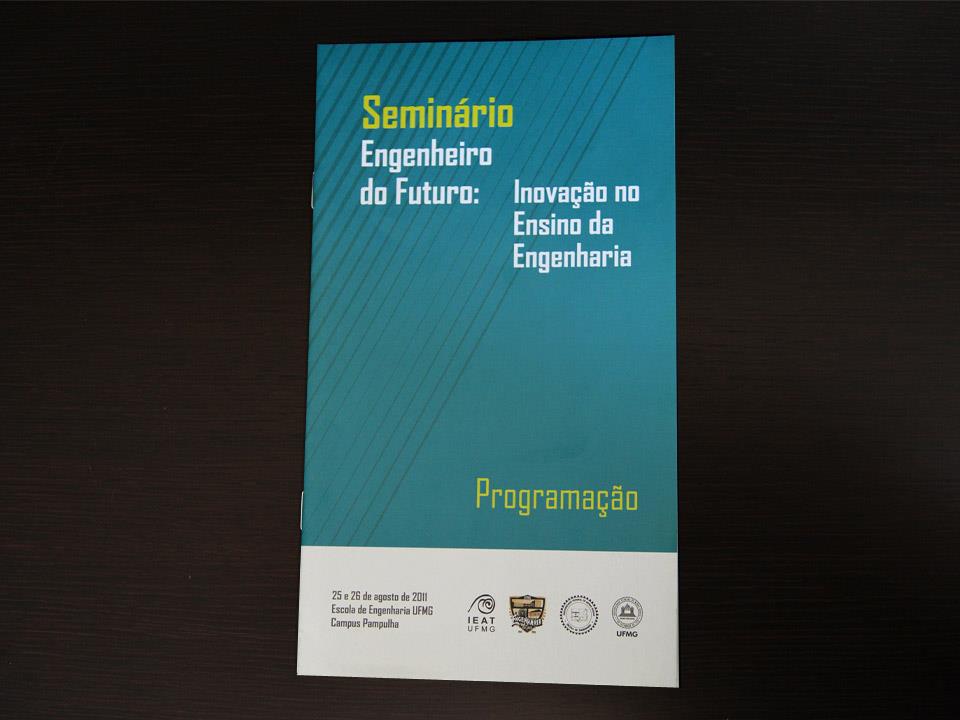 Seminário
Engenheiro
do Futuro:
Inovação no
Ensino da
Engenharia
Programação
25 e 26 de agosto de 2011
Escola de Engenharia UFMG
Campus Pampulha
IEAT
UFMG
UFMG